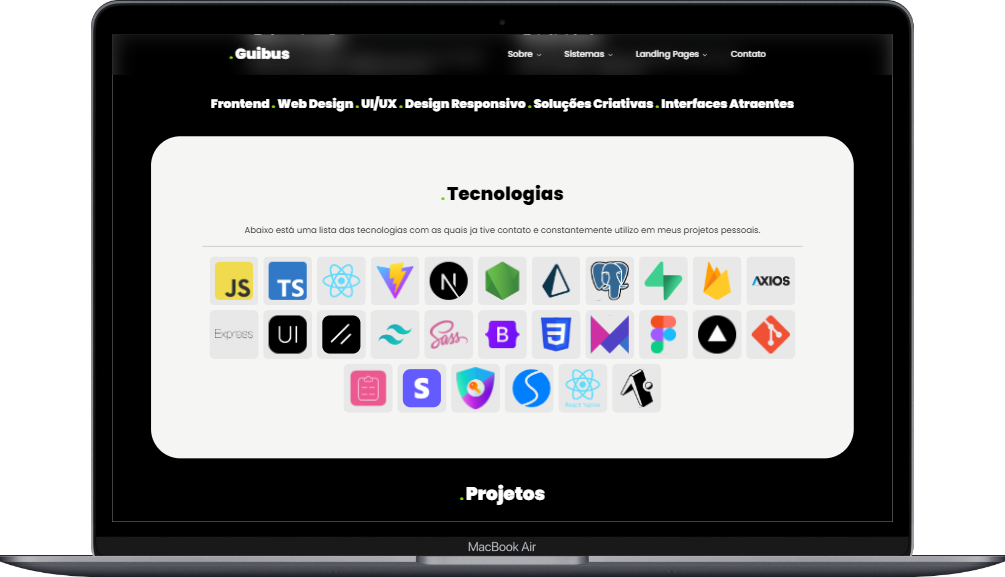 .Guibus
Sobre Sistemas Landing Pages Contato
Frontend . Web Design . UI/UX . Design Responsivo . Soluções Criativas . Interfaces Atraentes
.Tecnologias
Abaixo está uma lista das tecnologias com as quais ja tive contato e constantemente utilizo em meus projetos pessoais.
JS TS N AXIOS
Express UI Sass B 3
S React Native
.Projetos
MacBook Air